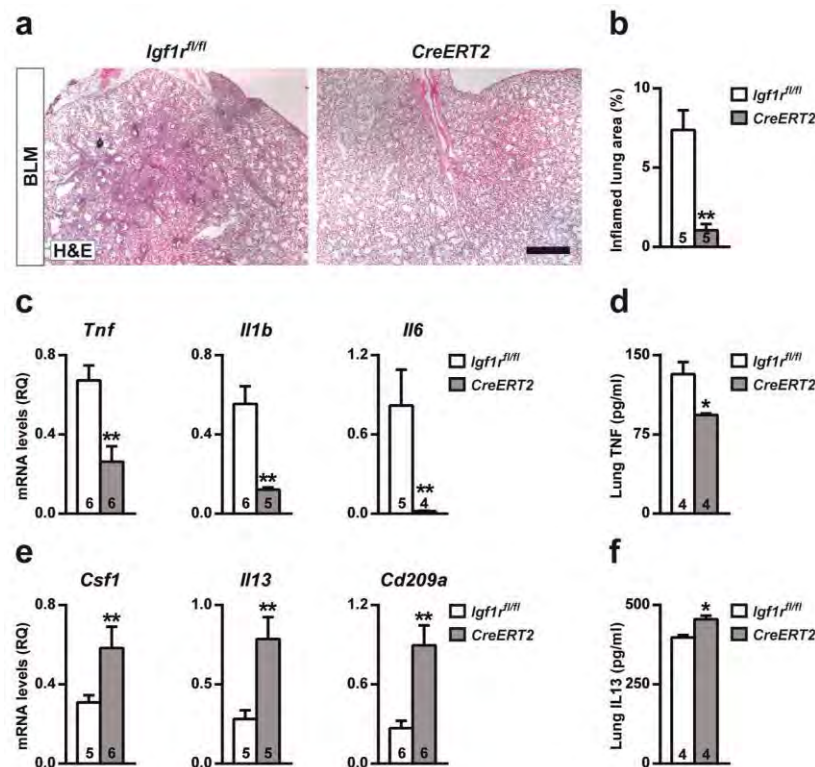 a
Igf1r^fl/fl
CreERT2
BLM
H&E
b
Inflamed lung area (%)
10
5
0
5
5
**
Igf1r^fl/fl
CreERT2
c
Tnf
Il1b
Il6
mRNA levels (RQ)
0.8
0.4
0.0
6
6
**
0.8
0.4
0.0
6
5
**
1.2
0.6
0.0
5
4
**
Igf1r^fl/fl
CreERT2
d
Lung TNF (pg/ml)
150
75
0
4
4
*
Igf1r^fl/fl
CreERT2
e
Csf1
Il13
Cd209a
mRNA levels (RQ)
0.8
0.4
0.0
5
6
**
1.0
0.5
0.0
5
5
**
1.2
0.6
0.0
6
6
**
Igf1r^fl/fl
CreERT2
f
Lung IL13 (pg/ml)
500
250
0
4
4
*
Igf1r^fl/fl
CreERT2